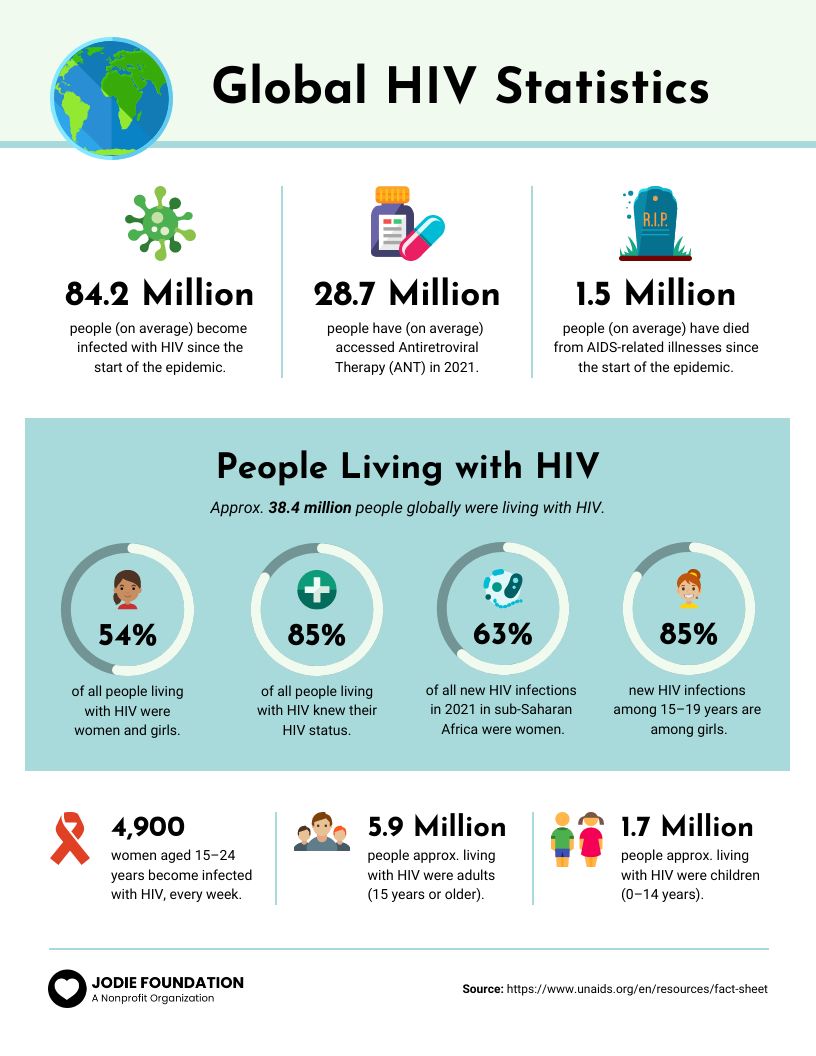 Global HIV Statistics
84.2 Million
people (on average) become
infected with HIV since the
start of the epidemic.
28.7 Million
people have (on average)
accessed Antiretroviral
Therapy (ANT) in 2021.
R.I.P.
1.5 Million
people (on average) have died
from AIDS-related illnesses since
the start of the epidemic.
People Living with HIV
Approx. 38.4 million people globally were living with HIV.
54%
of all people living
with HIV were
women and girls.
85%
of all people living
with HIV knew their
HIV status.
63%
of all new HIV infections
in 2021 in sub-Saharan
Africa were women.
85%
new HIV infections
among 15–19 years are
among girls.
4,900
women aged 15–24
years become infected
with HIV, every week.
5.9 Million
people approx. living
with HIV were adults
(15 years or older).
1.7 Million
people approx. living
with HIV were children
(0–14 years).
JODIE FOUNDATION
A Nonprofit Organization
Source: https://www.unaids.org/en/resources/fact-sheet